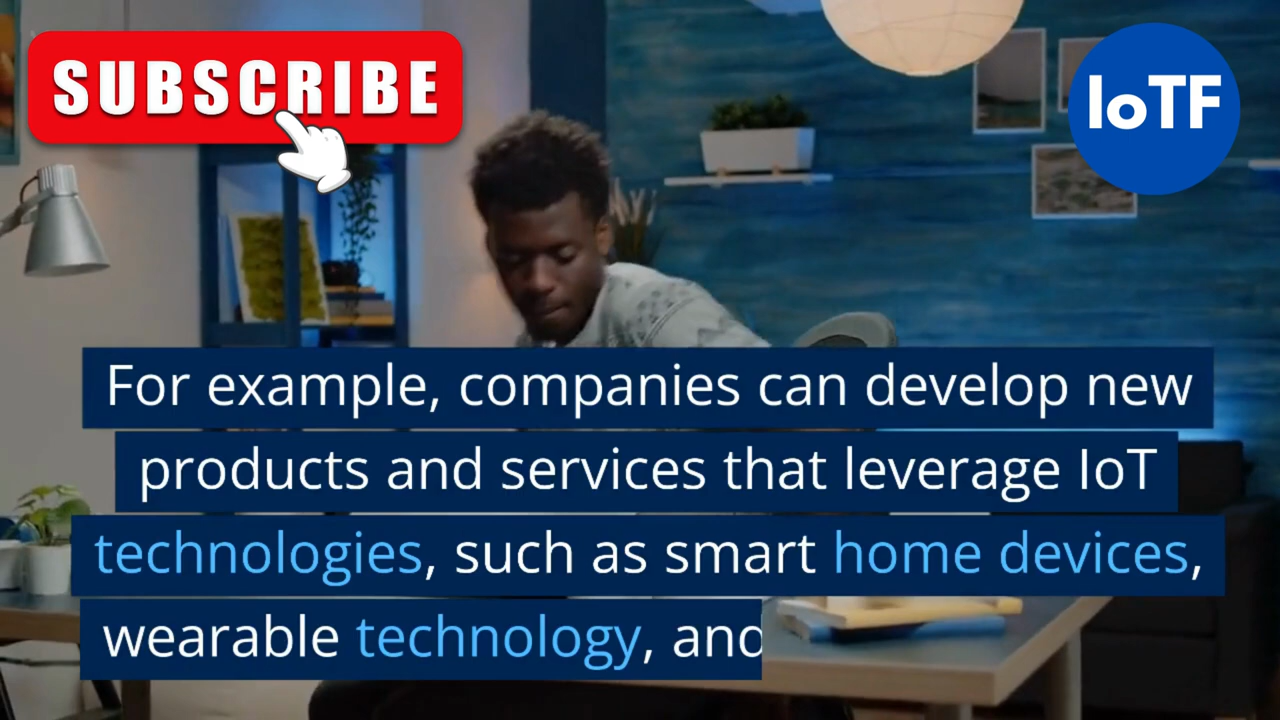 SUBSCRIBE
IoTF
For example, companies can develop new
products and services that leverage IoT
technologies, such as smart home devices,
wearable technology, and